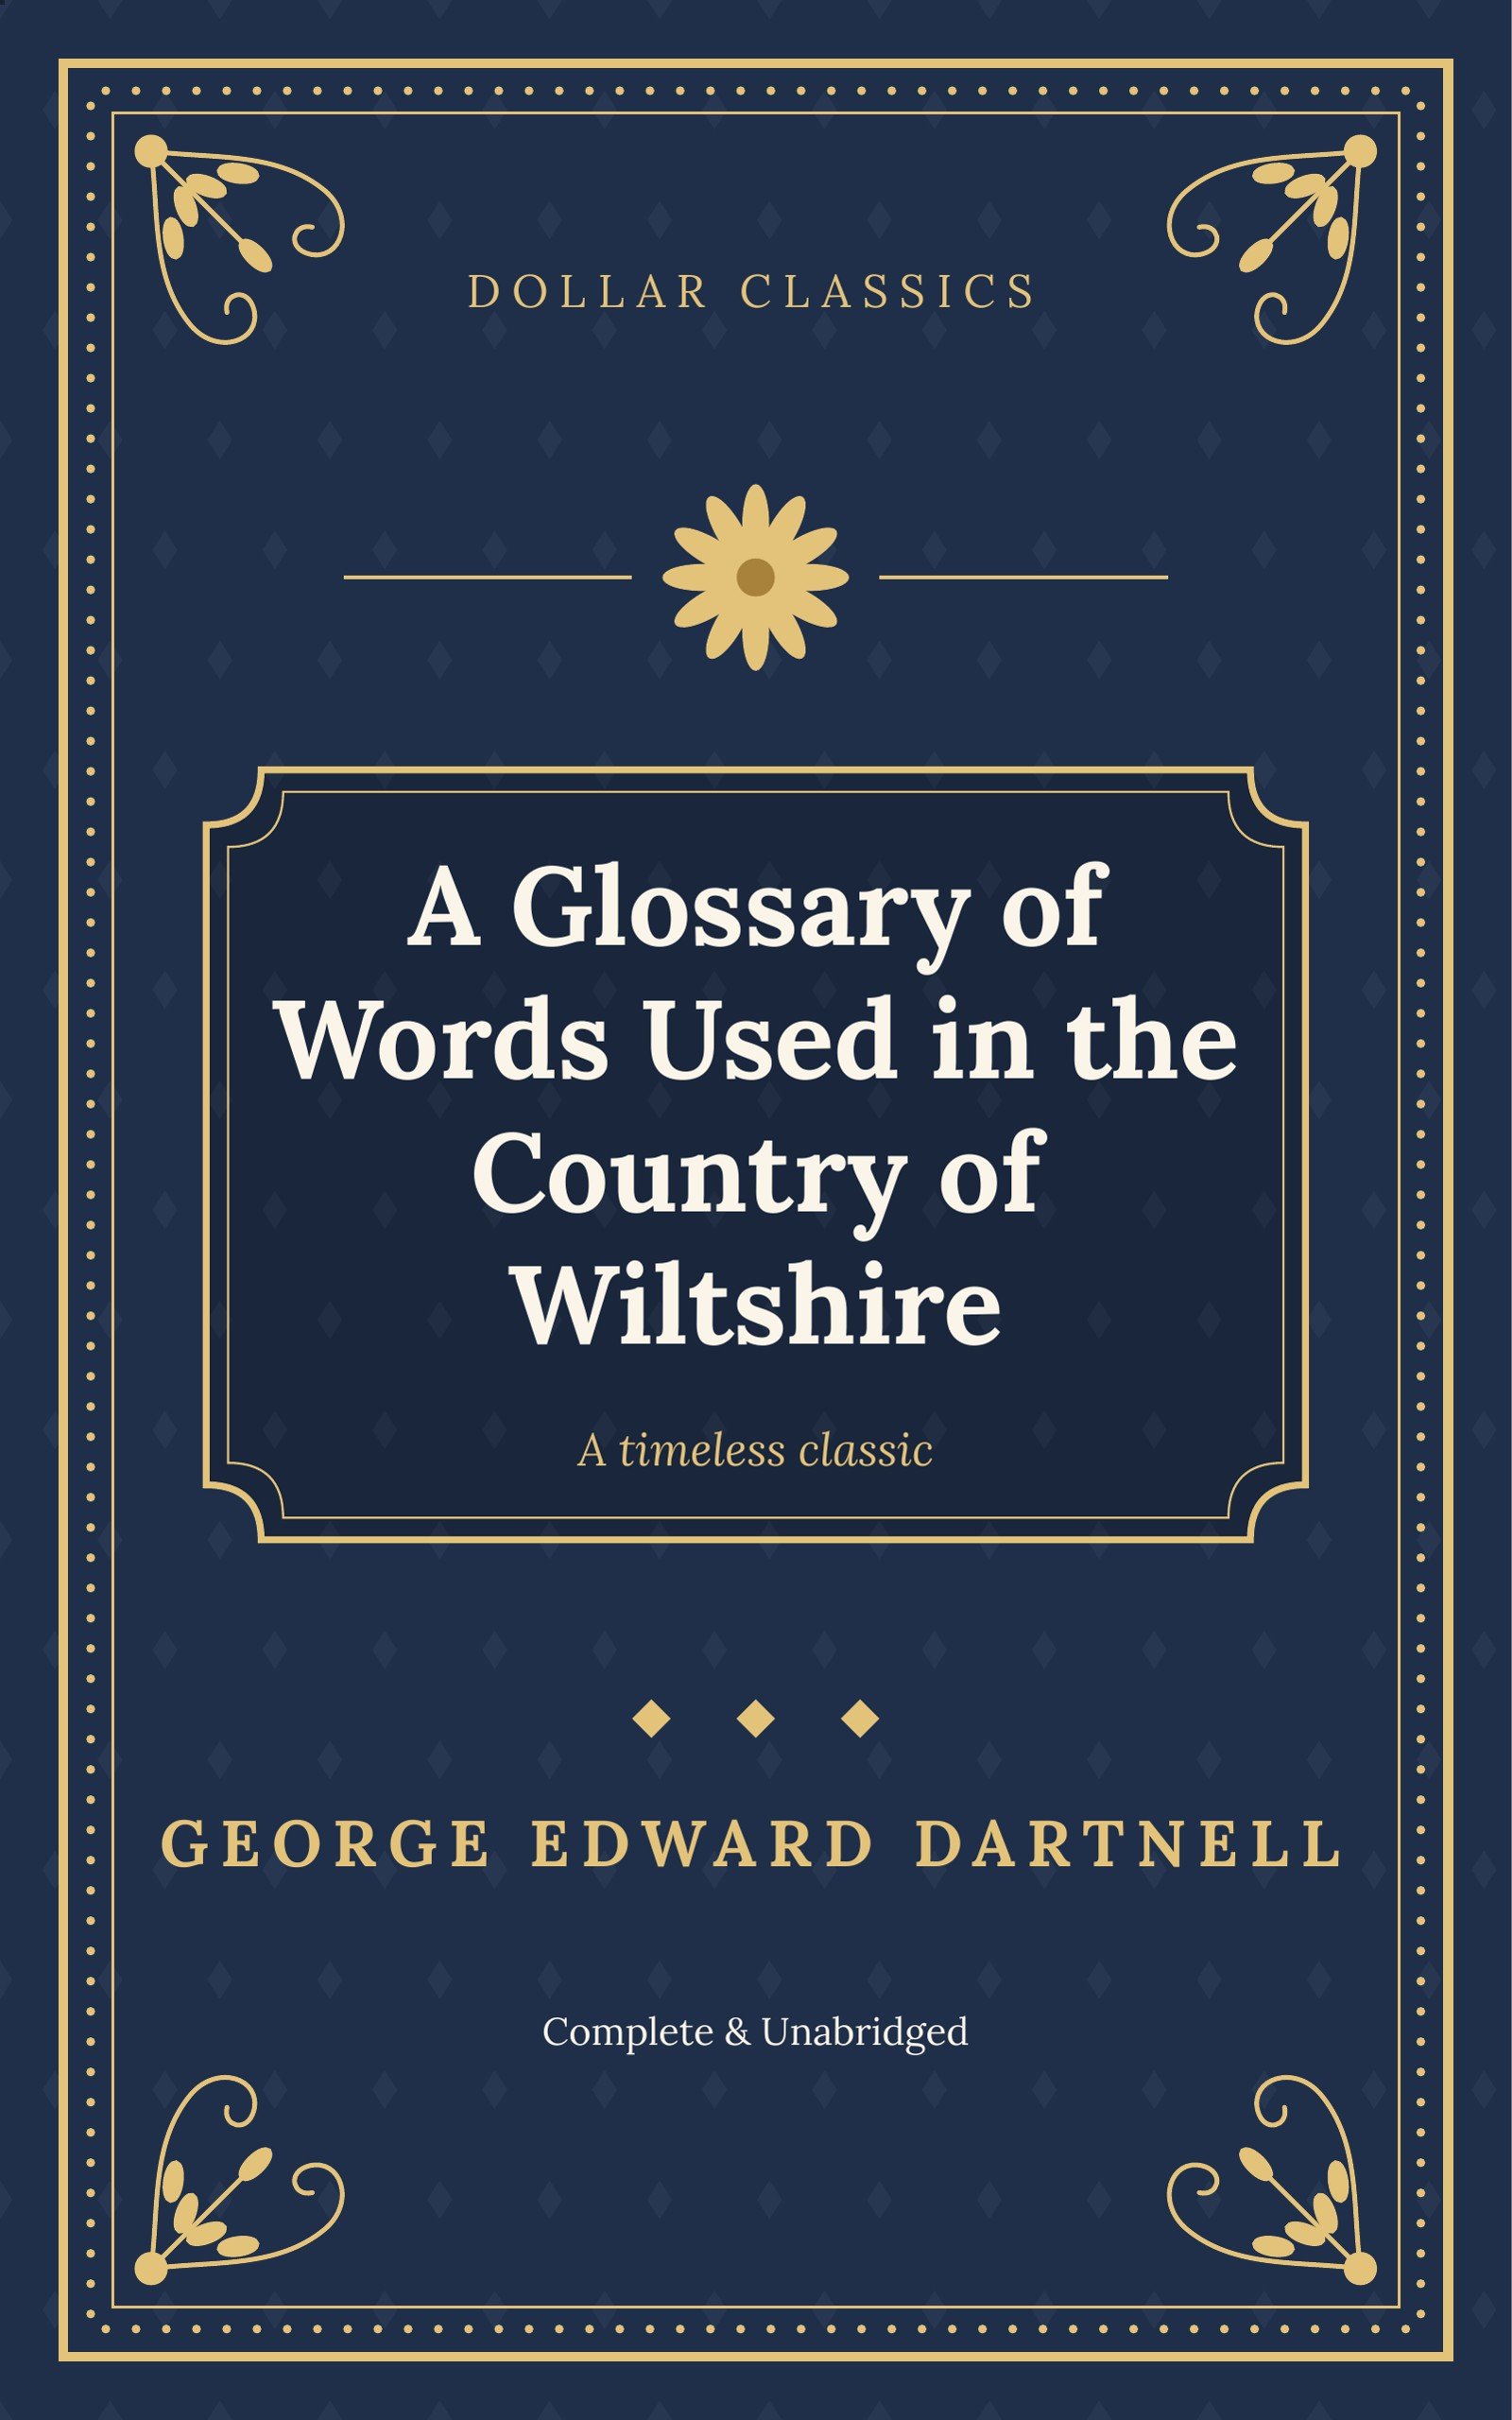 DOLLAR CLASSICS
A Glossary of
Words Used in the
Country of
Wiltshire
A timeless classic
GEORGE EDWARD DARTNELL
Complete & Unabridged